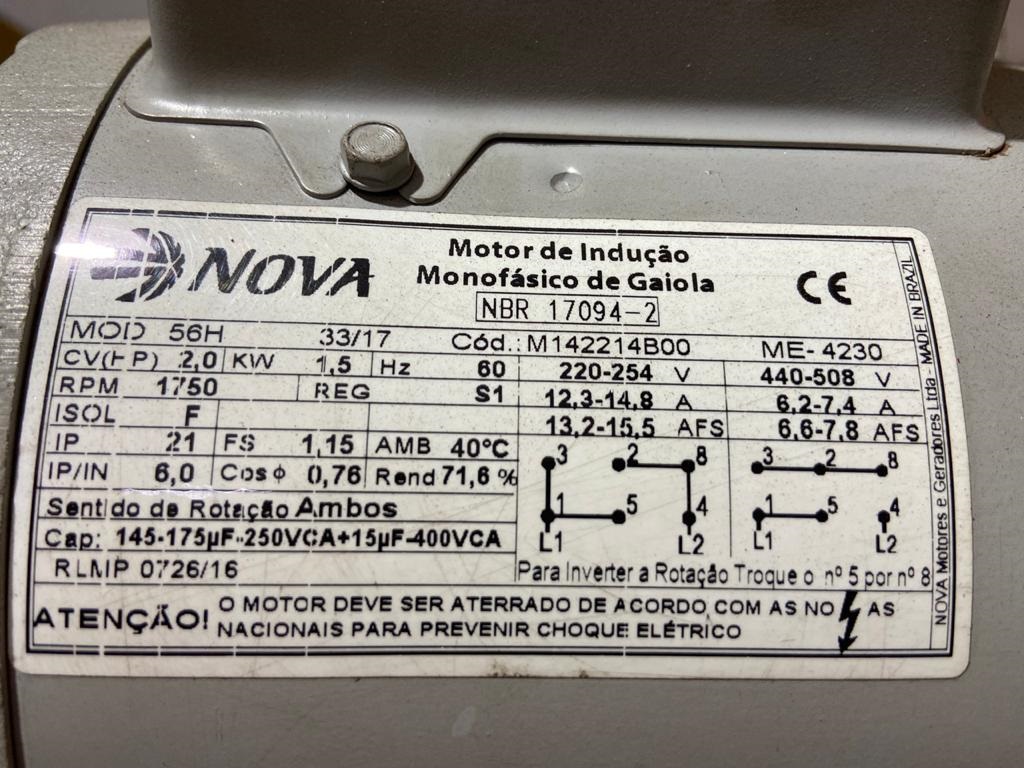 NOVA
Motor de Indução
Monofásico de Gaiola
NBR 17094-2
CE
MOD 56H 33/17 Cód.: M142214B00 ME- 4230
CV(HP) 2,0 KW 1,5 Hz 60 220-254 V 440-508 V
RPM 1750 REG S1 12,3-14,8 A 6,2-7,4 A
ISOL F 13,2-15,5 AFS 6,6-7,8 AFS
IP 21 FS 1,15 AMB 40°C
IP/IN 6,0 Cos ϕ 0,76 Rend 71,6 %
3 2 8 3 2 8
1 5 4 1 5 4
L1 L2 L1 L2
Sentido de Rotação Ambos
Cap: 145-175µF-250VCA+15µF-400VCA
RLMP 0726/16
Para Inverter a Rotação Troque o nº 5 por nº 8
ATENÇÃO!
O MOTOR DEVE SER ATERRADO DE ACORDO COM AS NO AS
NACIONAIS PARA PREVENIR CHOQUE ELÉTRICO
NOVA Motores e Geradores Ltda - MADE IN BRAZIL